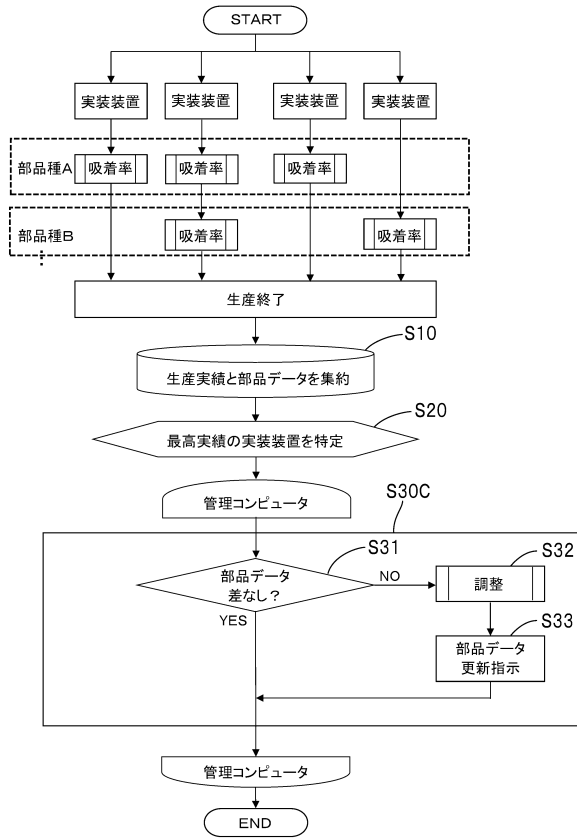 START
実装装置 実装装置 実装装置 実装装置
部品種A 吸着率 吸着率 吸着率
部品種B 吸着率 吸着率
生産終了
S10
生産実績と部品データを集約
S20
最高実績の実装装置を特定
管理コンピュータ
S30C
S31
部品データ
差なし?
NO
YES
S32
調整
S33
部品データ
更新指示
管理コンピュータ
END